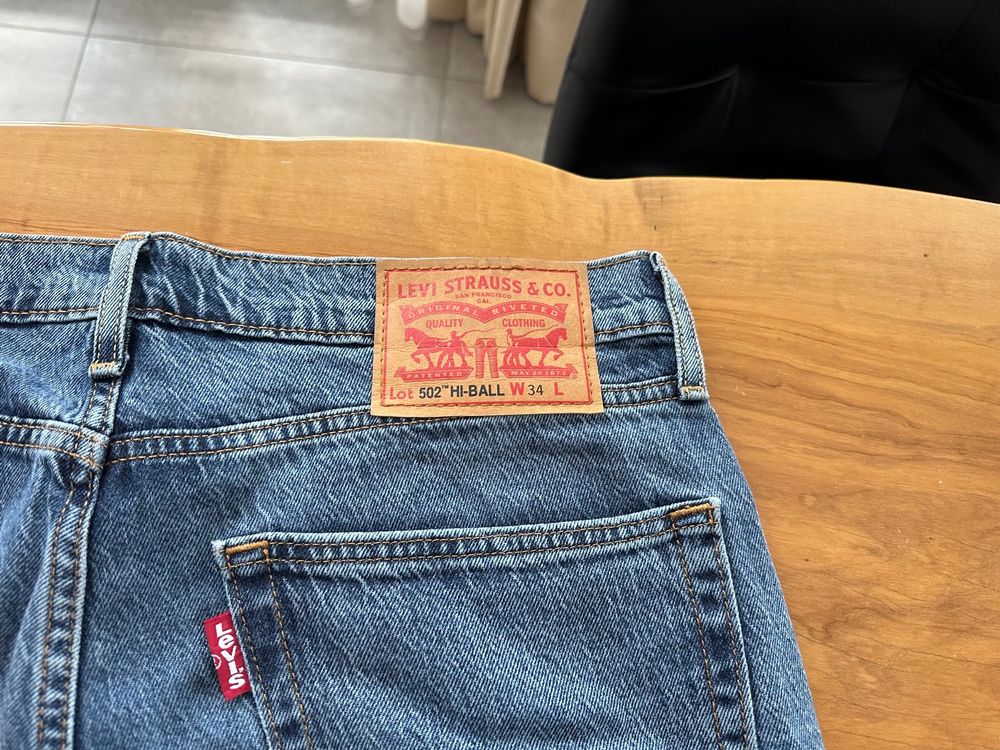 LEVI STRAUSS & CO.
SAN FRANCISCO
CAL.
ORIGINAL RIVETED
QUALITY CLOTHING
PATENTED MAY 20 1873
Lot 502™ HI-BALL W 34 L
Levi's